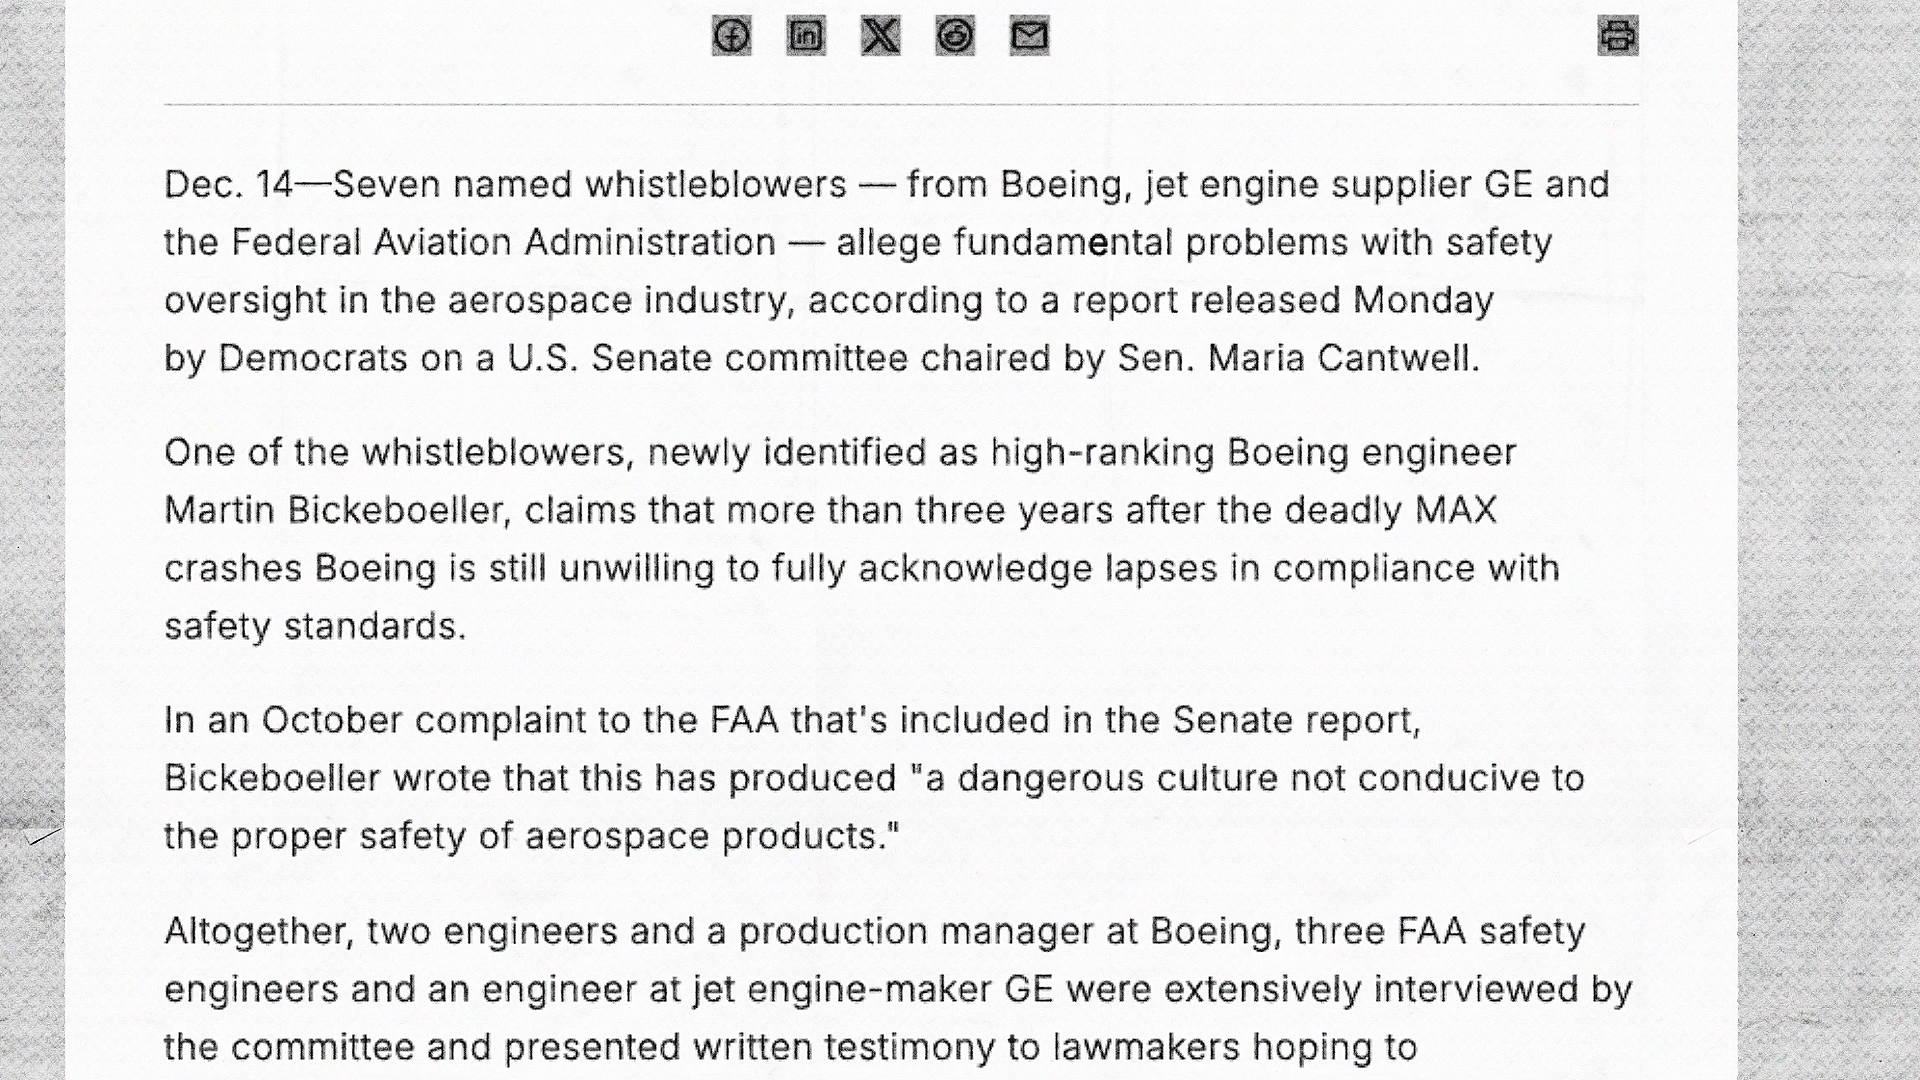 Dec. 14—Seven named whistleblowers — from Boeing, jet engine supplier GE and
the Federal Aviation Administration — allege fundamental problems with safety
oversight in the aerospace industry, according to a report released Monday
by Democrats on a U.S. Senate committee chaired by Sen. Maria Cantwell.
One of the whistleblowers, newly identified as high-ranking Boeing engineer
Martin Bickeboeller, claims that more than three years after the deadly MAX
crashes Boeing is still unwilling to fully acknowledge lapses in compliance with
safety standards.
In an October complaint to the FAA that's included in the Senate report,
Bickeboeller wrote that this has produced "a dangerous culture not conducive to
the proper safety of aerospace products."
Altogether, two engineers and a production manager at Boeing, three FAA safety
engineers and an engineer at jet engine-maker GE were extensively interviewed by
the committee and presented written testimony to lawmakers hoping to